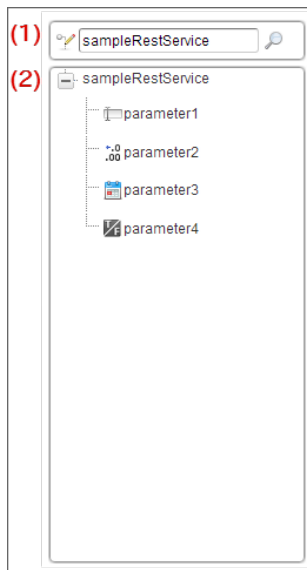 (1) sampleRestService
(2) sampleRestService
parameter1
parameter2
parameter3
parameter4